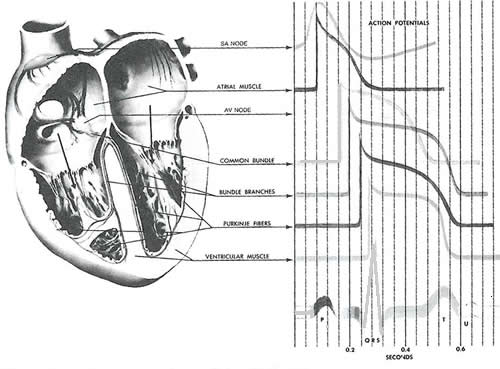 ACTION POTENTIALS
SA NODE
ATRIAL MUSCLE
AV NODE
COMMON BUNDLE
BUNDLE BRANCHES
PURKINJE FIBERS
VENTRICULAR MUSCLE
P
T
U
QRS
0.2
0.4
0.6
SECONDS